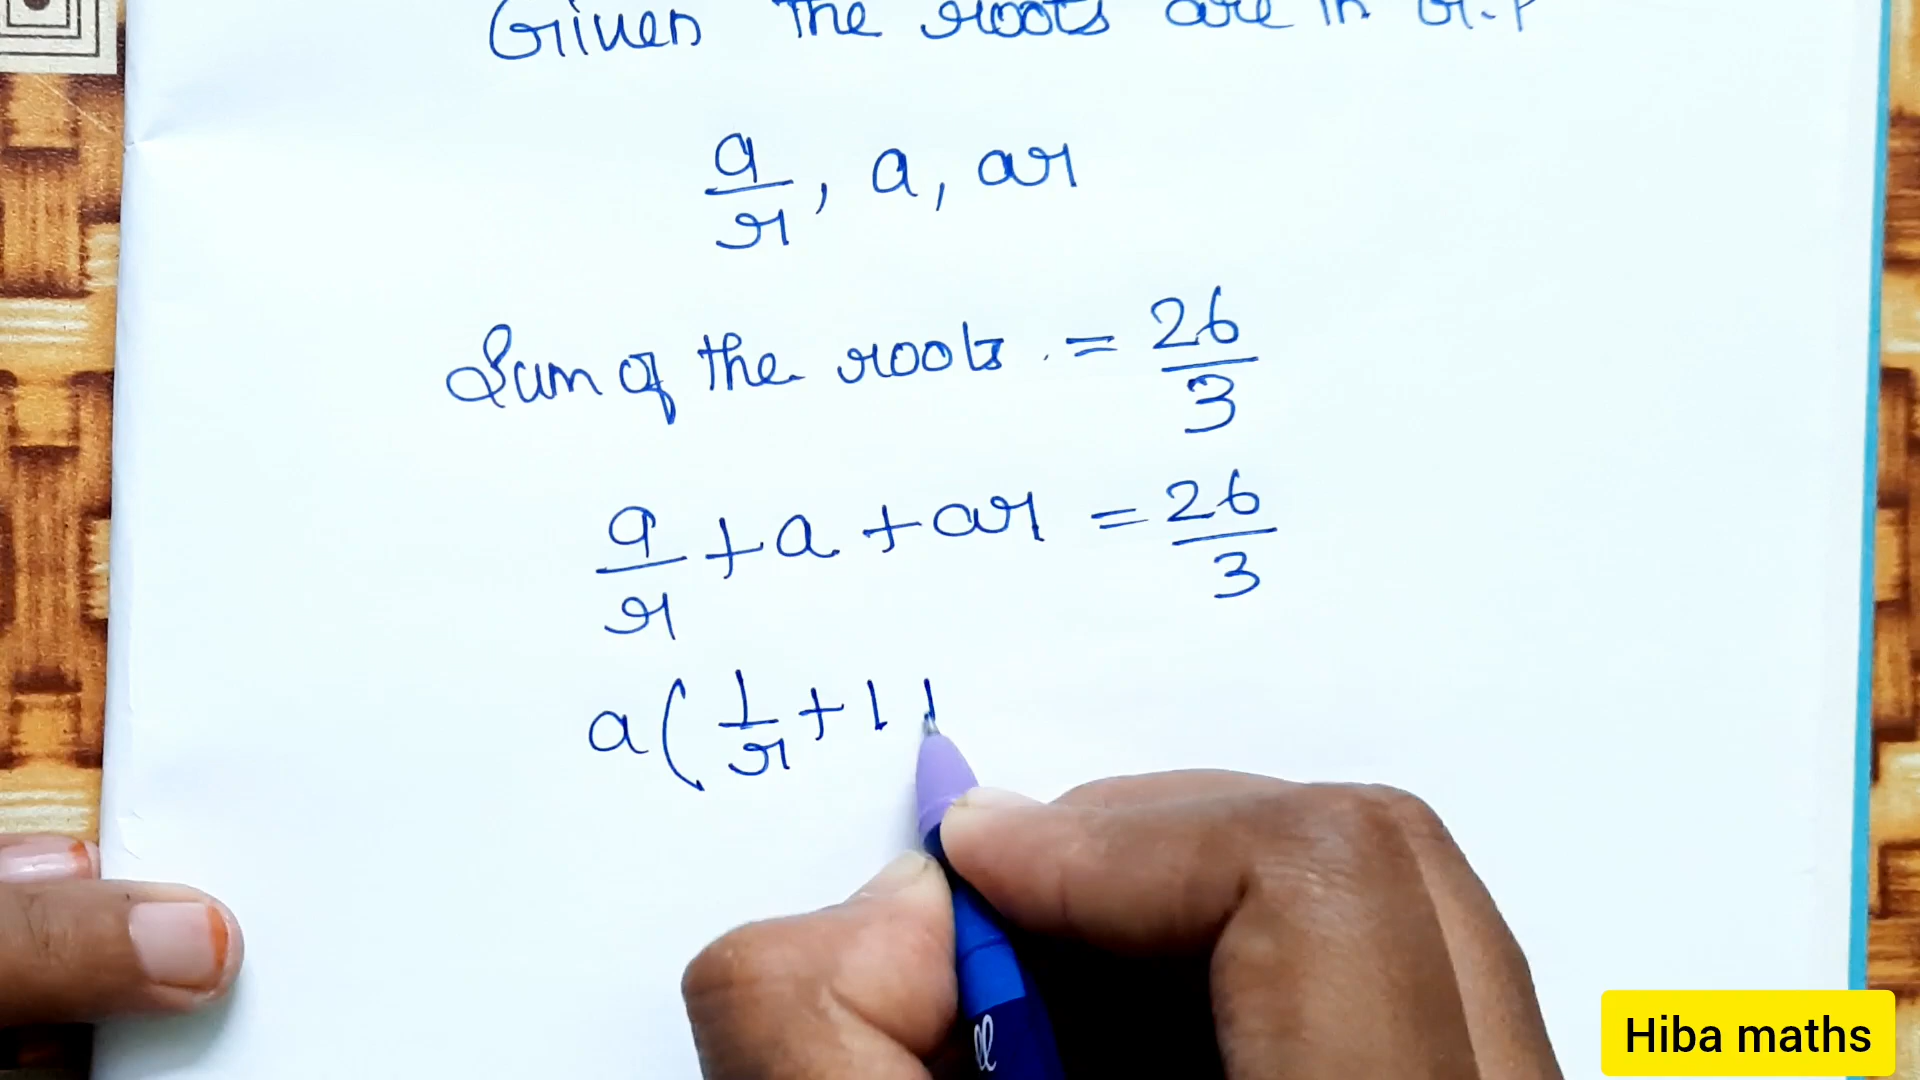 Given the roots are in G.P
a/r, a, ar
Sum of the roots = 26/3
a/r + a + ar = 26/3
a( 1/r + 1
Hiba maths